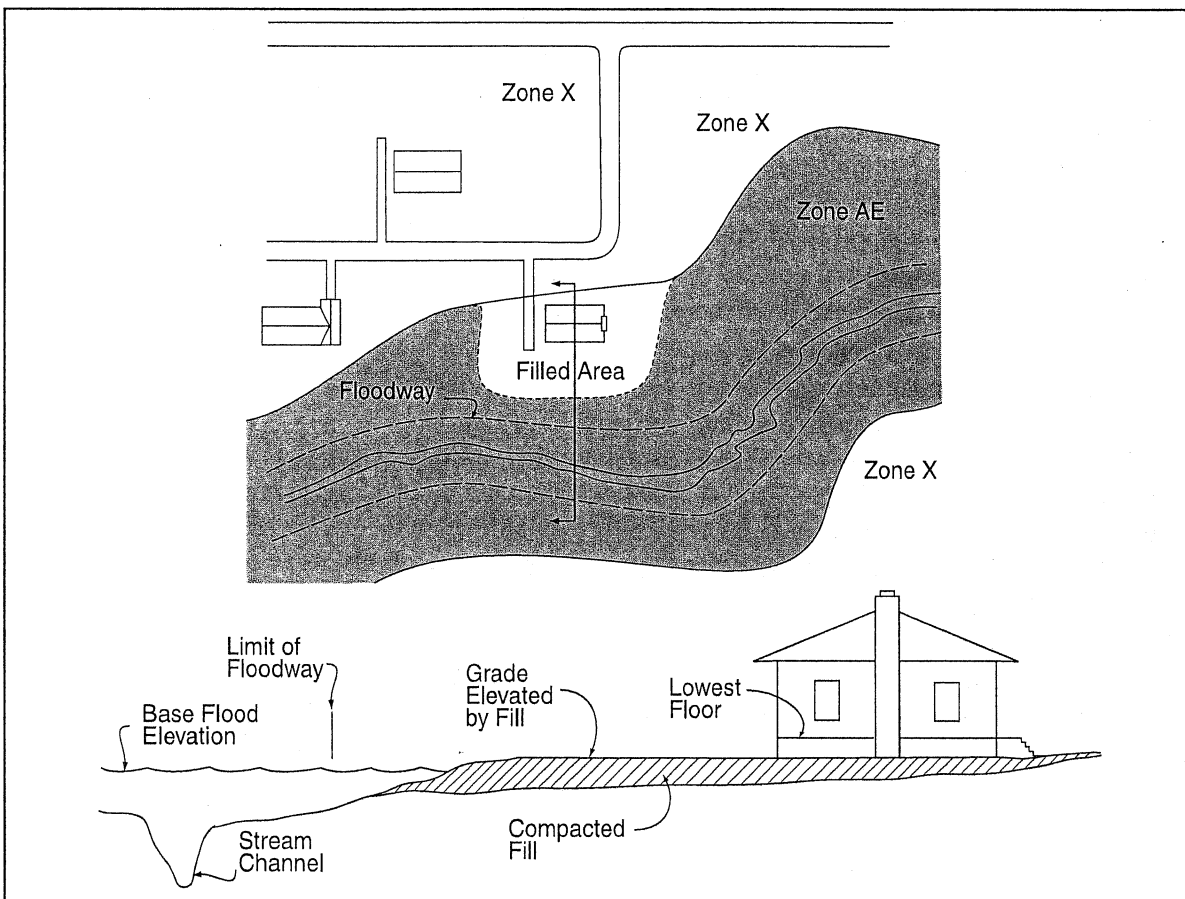 Zone X
Zone X
Zone AE
Filled Area
Floodway
Zone X
Limit of
Floodway
Base Flood
Elevation
Grade
Elevated
by Fill
Lowest
Floor
Stream
Channel
Compacted
Fill